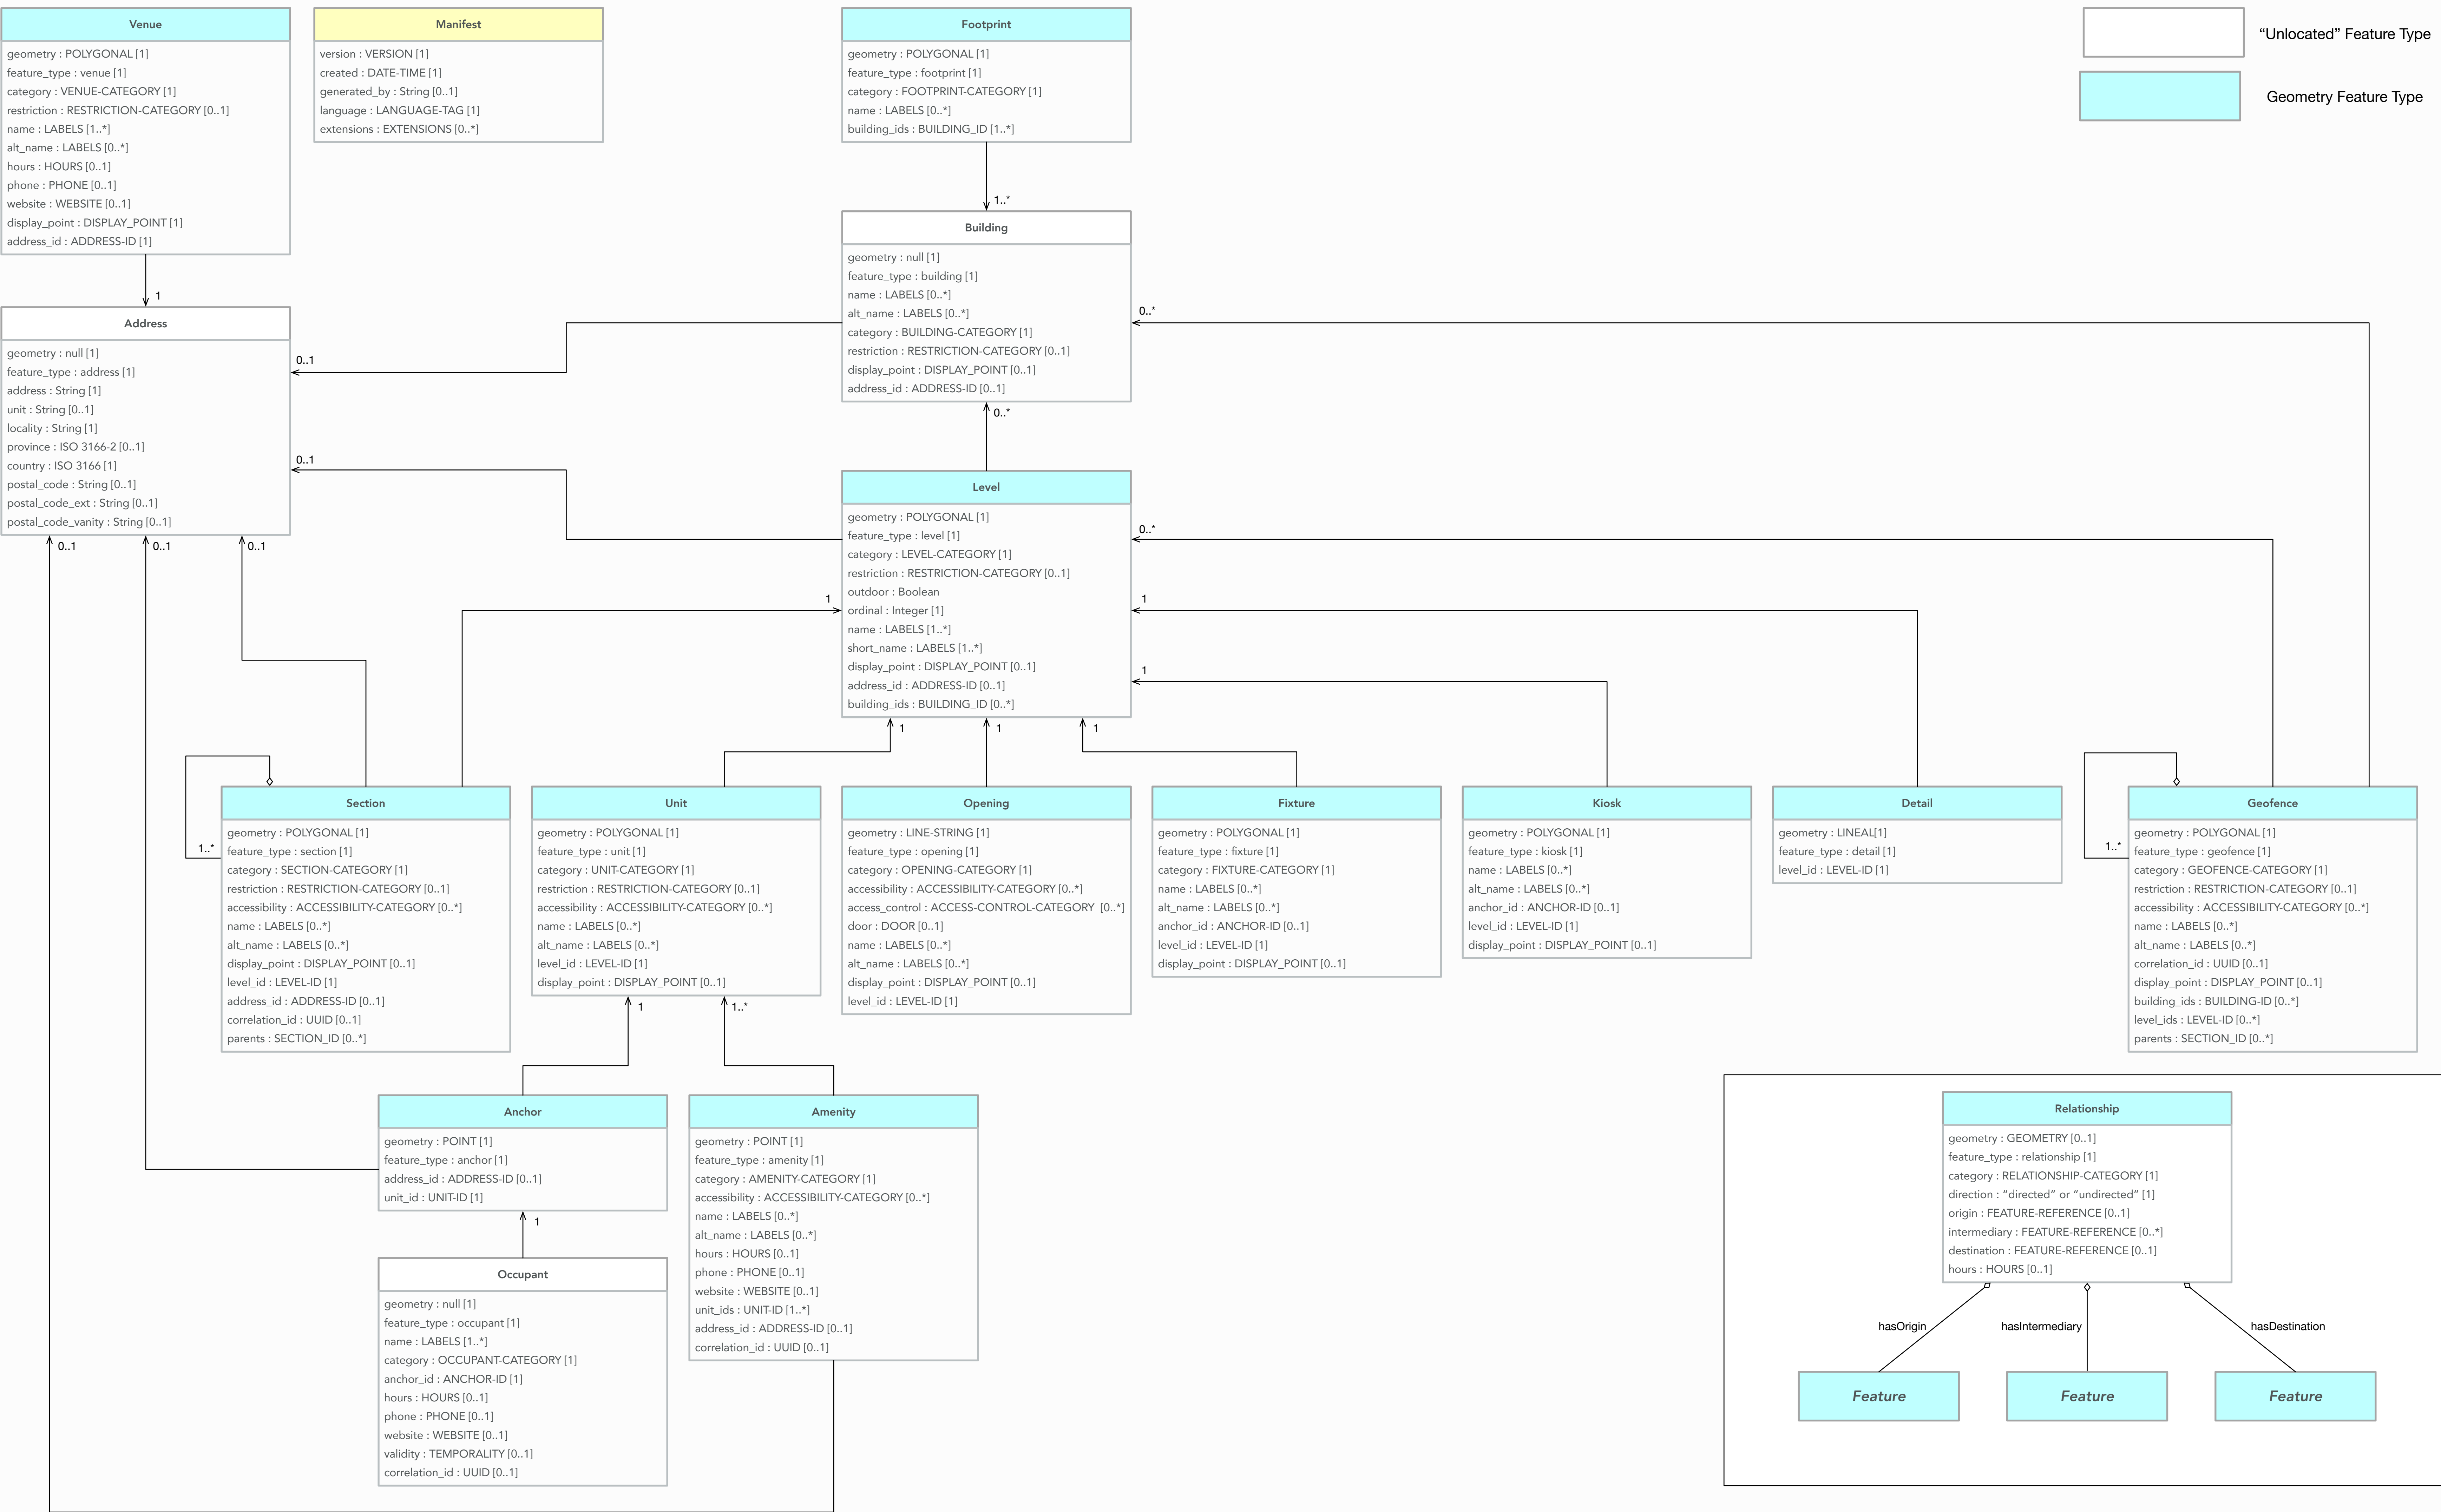 Venue
geometry : POLYGONAL [1]
feature_type : venue [1]
category : VENUE-CATEGORY [1]
restriction : RESTRICTION-CATEGORY [0..1]
name : LABELS [1..*]
alt_name : LABELS [0..*]
hours : HOURS [0..1]
phone : PHONE [0..1]
website : WEBSITE [0..1]
display_point : DISPLAY_POINT [1]
address_id : ADDRESS-ID [1]
Manifest
version : VERSION [1]
created : DATE-TIME [1]
generated_by : String [0..1]
language : LANGUAGE-TAG [1]
extensions : EXTENSIONS [0..*]
Footprint
geometry : POLYGONAL [1]
feature_type : footprint [1]
category : FOOTPRINT-CATEGORY [1]
name : LABELS [0..*]
building_ids : BUILDING_ID [1..*]
“Unlocated” Feature Type
Geometry Feature Type
1..*
Building
geometry : null [1]
feature_type : building [1]
name : LABELS [0..*]
alt_name : LABELS [0..*]
category : BUILDING-CATEGORY [1]
restriction : RESTRICTION-CATEGORY [0..1]
display_point : DISPLAY_POINT [0..1]
address_id : ADDRESS-ID [0..1]
1
Address
geometry : null [1]
feature_type : address [1]
address : String [1]
unit : String [0..1]
locality : String [1]
province : ISO 3166-2 [0..1]
country : ISO 3166 [1]
postal_code : String [0..1]
postal_code_ext : String [0..1]
postal_code_vanity : String [0..1]
0..1
0..1
0..1
0..1
0..1
0..*
0..*
Level
geometry : POLYGONAL [1]
feature_type : level [1]
category : LEVEL-CATEGORY [1]
restriction : RESTRICTION-CATEGORY [0..1]
outdoor : Boolean
ordinal : Integer [1]
name : LABELS [1..*]
short_name : LABELS [1..*]
display_point : DISPLAY_POINT [0..1]
address_id : ADDRESS-ID [0..1]
building_ids : BUILDING_ID [0..*]
0..*
1
1
1
1
1
1
1..*
Section
geometry : POLYGONAL [1]
feature_type : section [1]
category : SECTION-CATEGORY [1]
restriction : RESTRICTION-CATEGORY [0..1]
accessibility : ACCESSIBILITY-CATEGORY [0..*]
name : LABELS [0..*]
alt_name : LABELS [0..*]
display_point : DISPLAY_POINT [0..1]
level_id : LEVEL-ID [1]
address_id : ADDRESS-ID [0..1]
correlation_id : UUID [0..1]
parents : SECTION_ID [0..*]
Unit
geometry : POLYGONAL [1]
feature_type : unit [1]
category : UNIT-CATEGORY [1]
restriction : RESTRICTION-CATEGORY [0..1]
accessibility : ACCESSIBILITY-CATEGORY [0..*]
name : LABELS [0..*]
alt_name : LABELS [0..*]
level_id : LEVEL-ID [1]
display_point : DISPLAY_POINT [0..1]
Opening
geometry : LINE-STRING [1]
feature_type : opening [1]
category : OPENING-CATEGORY [1]
accessibility : ACCESSIBILITY-CATEGORY [0..*]
access_control : ACCESS-CONTROL-CATEGORY [0..*]
door : DOOR [0..1]
name : LABELS [0..*]
alt_name : LABELS [0..*]
display_point : DISPLAY_POINT [0..1]
level_id : LEVEL-ID [1]
Fixture
geometry : POLYGONAL [1]
feature_type : fixture [1]
category : FIXTURE-CATEGORY [1]
name : LABELS [0..*]
alt_name : LABELS [0..*]
anchor_id : ANCHOR-ID [0..1]
level_id : LEVEL-ID [1]
display_point : DISPLAY_POINT [0..1]
Kiosk
geometry : POLYGONAL [1]
feature_type : kiosk [1]
name : LABELS [0..*]
alt_name : LABELS [0..*]
anchor_id : ANCHOR-ID [0..1]
level_id : LEVEL-ID [1]
display_point : DISPLAY_POINT [0..1]
Detail
geometry : LINEAL[1]
feature_type : detail [1]
level_id : LEVEL-ID [1]
1..*
Geofence
geometry : POLYGONAL [1]
feature_type : geofence [1]
category : GEOFENCE-CATEGORY [1]
restriction : RESTRICTION-CATEGORY [0..1]
accessibility : ACCESSIBILITY-CATEGORY [0..*]
name : LABELS [0..*]
alt_name : LABELS [0..*]
correlation_id : UUID [0..1]
display_point : DISPLAY_POINT [0..1]
building_ids : BUILDING-ID [0..*]
level_ids : LEVEL-ID [0..*]
parents : SECTION_ID [0..*]
1
1..*
Anchor
geometry : POINT [1]
feature_type : anchor [1]
address_id : ADDRESS-ID [0..1]
unit_id : UNIT-ID [1]
1
Occupant
geometry : null [1]
feature_type : occupant [1]
name : LABELS [1..*]
category : OCCUPANT-CATEGORY [1]
anchor_id : ANCHOR-ID [1]
hours : HOURS [0..1]
phone : PHONE [0..1]
website : WEBSITE [0..1]
validity : TEMPORALITY [0..1]
correlation_id : UUID [0..1]
Amenity
geometry : POINT [1]
feature_type : amenity [1]
category : AMENITY-CATEGORY [1]
accessibility : ACCESSIBILITY-CATEGORY [0..*]
name : LABELS [0..*]
alt_name : LABELS [0..*]
hours : HOURS [0..1]
phone : PHONE [0..1]
website : WEBSITE [0..1]
unit_ids : UNIT-ID [1..*]
address_id : ADDRESS-ID [0..1]
correlation_id : UUID [0..1]
Relationship
geometry : GEOMETRY [0..1]
feature_type : relationship [1]
category : RELATIONSHIP-CATEGORY [1]
direction : “directed” or “undirected” [1]
origin : FEATURE-REFERENCE [0..1]
intermediary : FEATURE-REFERENCE [0..*]
destination : FEATURE-REFERENCE [0..1]
hours : HOURS [0..1]
hasOrigin
hasIntermediary
hasDestination
Feature
Feature
Feature